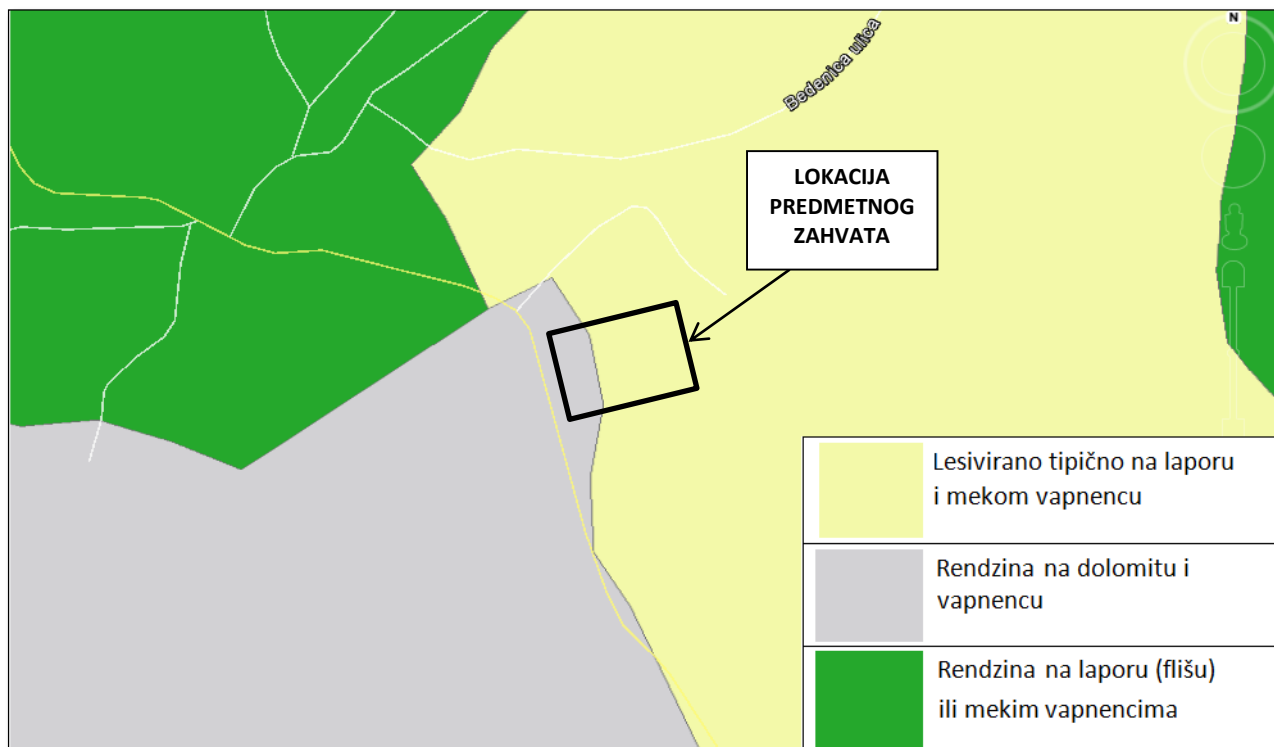 N
Bedenica ulica
LOKACIJA
PREDMETNOG
ZAHVATA
Lesivirano tipično na laporu
i mekom vapnencu
Rendzina na dolomitu i
vapnencu
Rendzina na laporu (flišu)
ili mekim vapnencima